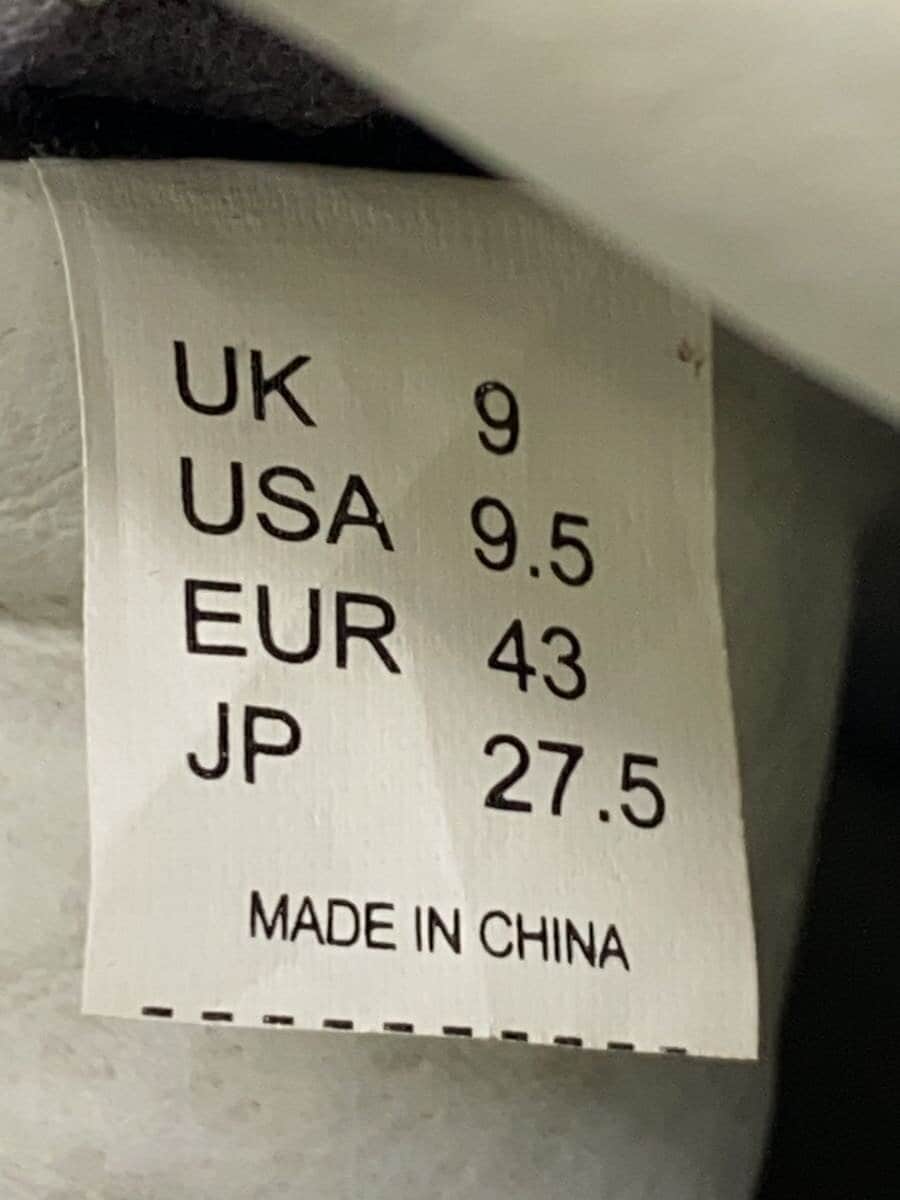 UK 9
USA 9.5
EUR 43
JP 27.5
MADE IN CHINA